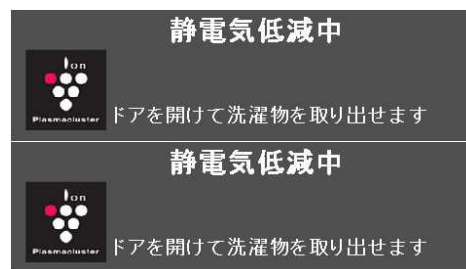 静電気低減中
Ion
Plasmacluster
ドアを開けて洗濯物を取り出せます
静電気低減中
Ion
Plasmacluster
ドアを開けて洗濯物を取り出せます